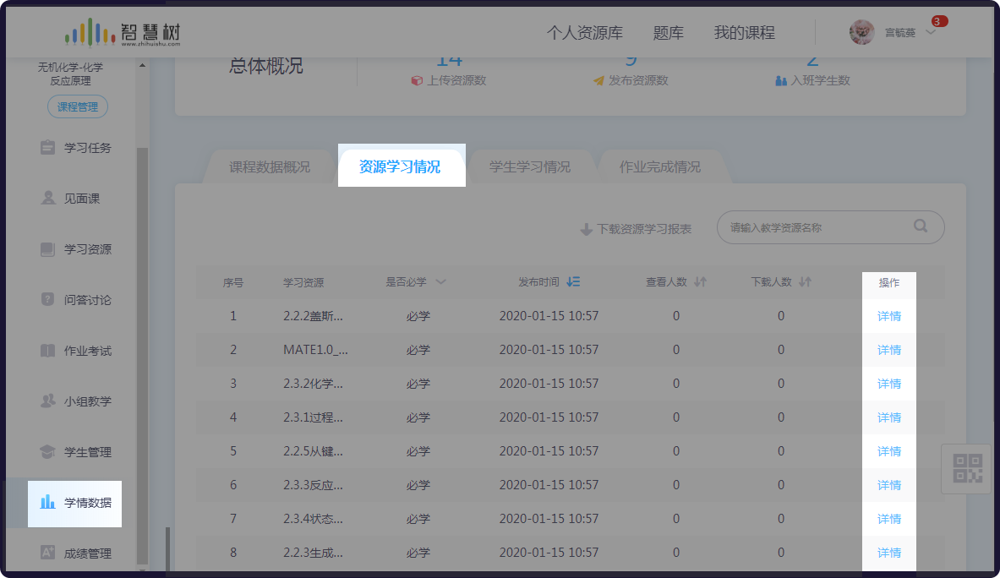 智慧树
www.zhihuishu.com
个人资源库 题库 我的课程
宫毓菱 3
无机化学-化学
反应原理
课程管理
总体概况
14 9 2
上传资源数 发布资源数 入班学生数
学习任务
见面课
学习资源
问答讨论
作业考试
小组教学
学生管理
学情数据
成绩管理
课程数据概况 资源学习情况 学生学习情况 作业完成情况
下载资源学习报表 请输入教学资源名称
序号 学习资源 是否必学 发布时间 查看人数 下载人数 操作
1 2.2.2盖斯... 必学 2020-01-15 10:57 0 0 详情
2 MATE1.0_... 必学 2020-01-15 10:57 0 0 详情
3 2.3.2化学... 必学 2020-01-15 10:57 0 0 详情
4 2.3.1过程... 必学 2020-01-15 10:57 0 0 详情
5 2.2.5从键... 必学 2020-01-15 10:57 0 0 详情
6 2.3.3反应... 必学 2020-01-15 10:57 0 0 详情
7 2.3.4状态... 必学 2020-01-15 10:57 0 0 详情
8 2.2.3生成... 必学 2020-01-15 10:57 0 0 详情